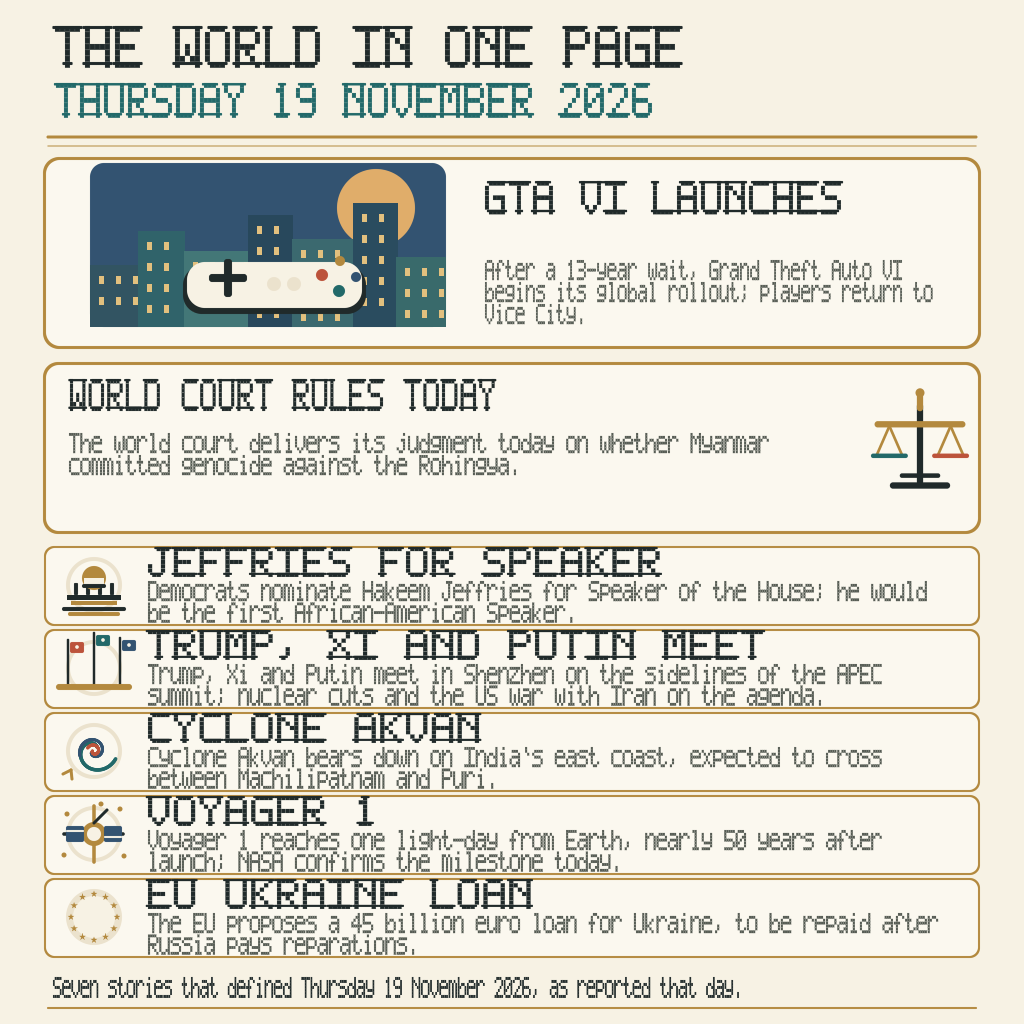 THE WORLD IN ONE PAGE
THURSDAY 19 NOVEMBER 2026
GTA VI LAUNCHES
After a 13-year wait, Grand Theft Auto VI
begins its global rollout; players return to
Vice City.
WORLD COURT RULES TODAY
The world court delivers its judgment today on whether Myanmar
committed genocide against the Rohingya.
JEFFRIES FOR SPEAKER
Democrats nominate Hakeem Jeffries for Speaker of the House; he would
be the first African-American Speaker.
TRUMP, XI AND PUTIN MEET
Trump, Xi and Putin meet in Shenzhen on the sidelines of the APEC
summit; nuclear cuts and the US war with Iran on the agenda.
CYCLONE AKVAN
Cyclone Akvan bears down on India's east coast, expected to cross
between Machilipatnam and Puri.
VOYAGER 1
Voyager 1 reaches one light-day from Earth, nearly 50 years after
launch; NASA confirms the milestone today.
EU UKRAINE LOAN
The EU proposes a 45 billion euro loan for Ukraine, to be repaid after
Russia pays reparations.
Seven stories that defined Thursday 19 November 2026, as reported that day.